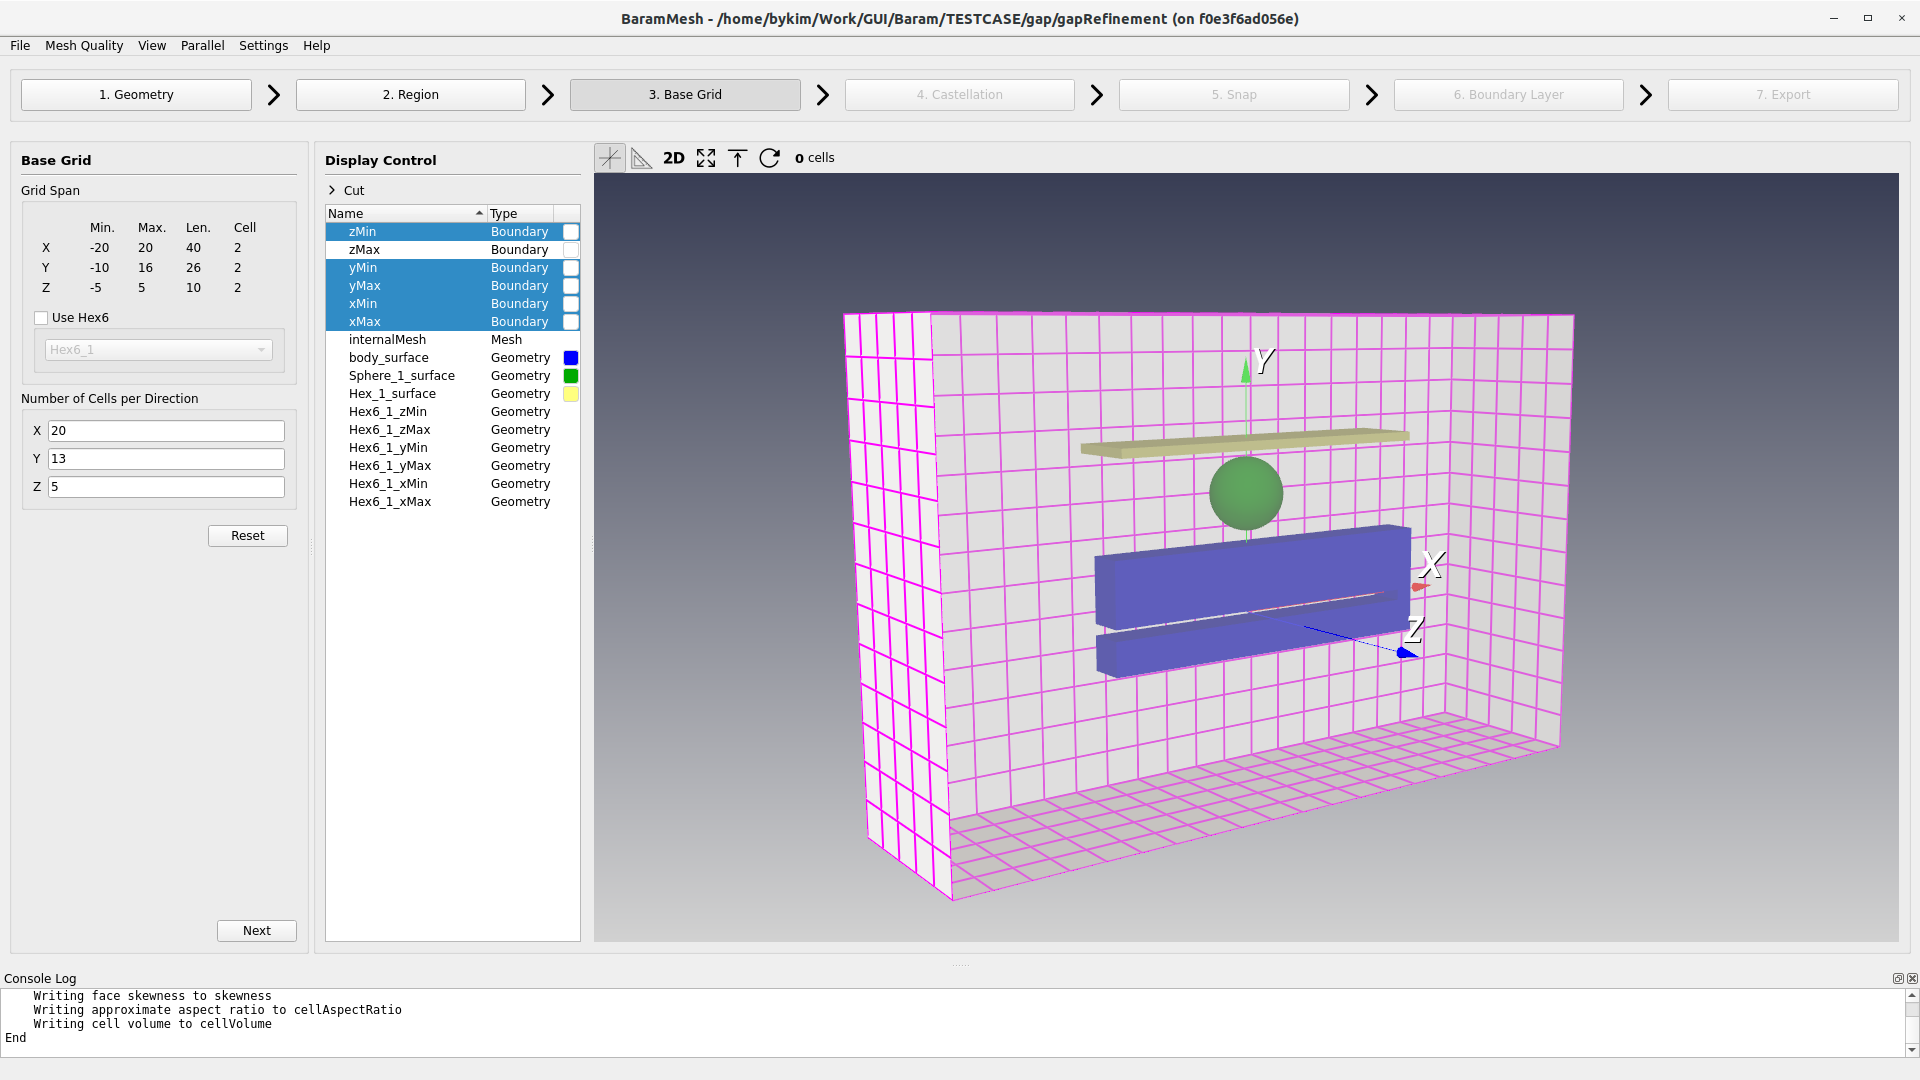 BaramMesh - /home/bykim/Work/GUI/Baram/TESTCASE/gap/gapRefinement (on f0e3f6ad056e)
File Mesh Quality View Parallel Settings Help
1. Geometry 2. Region 3. Base Grid 4. Castellation 5. Snap 6. Boundary Layer 7. Export
Base Grid
Grid Span
Min. Max. Len. Cell
X -20 20 40 2
Y -10 16 26 2
Z -5 5 10 2
Use Hex6
Hex6_1
Number of Cells per Direction
X 20
Y 13
Z 5
Reset
Next
Display Control
Cut
Name Type
zMin Boundary
zMax Boundary
yMin Boundary
yMax Boundary
xMin Boundary
xMax Boundary
internalMesh Mesh
body_surface Geometry
Sphere_1_surface Geometry
Hex_1_surface Geometry
Hex6_1_zMin Geometry
Hex6_1_zMax Geometry
Hex6_1_yMin Geometry
Hex6_1_yMax Geometry
Hex6_1_xMin Geometry
Hex6_1_xMax Geometry
2D 0 cells
Y
X
Z
Console Log
Writing face skewness to skewness
Writing approximate aspect ratio to cellAspectRatio
Writing cell volume to cellVolume
End